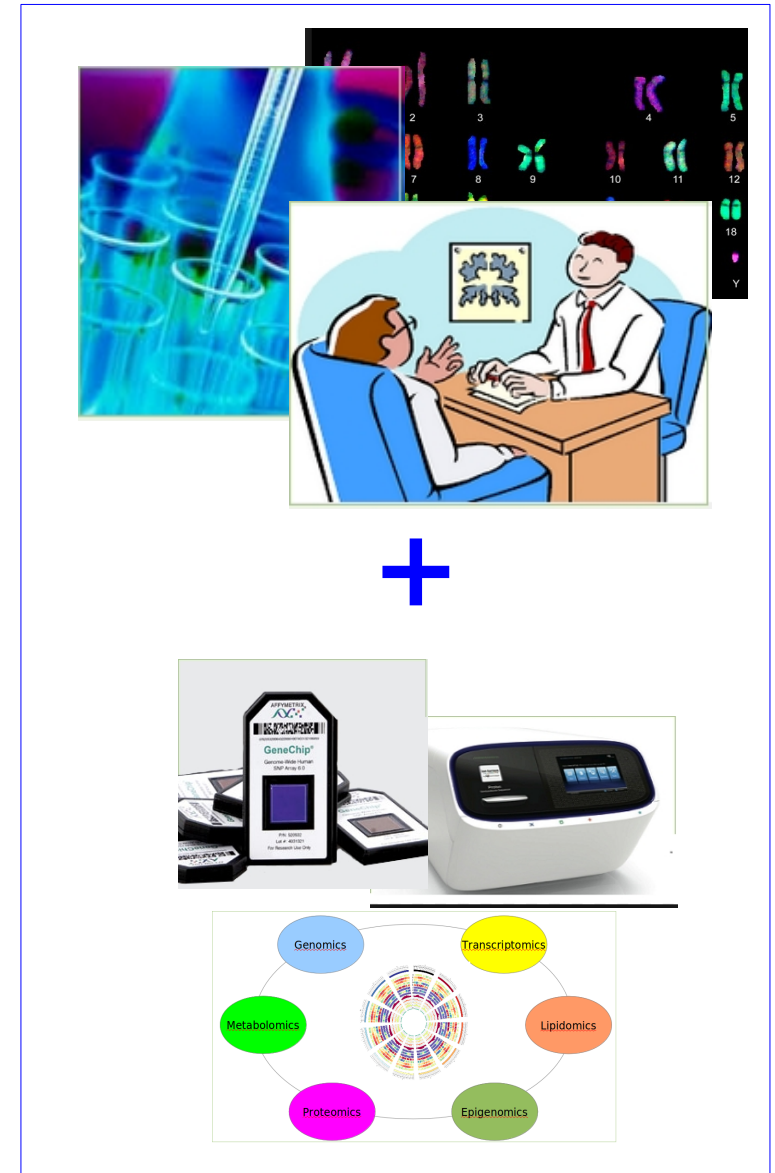 2
3
4
5
7
8
9
10
11
12
18
Y
+
AFFYMETRIX
GeneChip®
Genome-Wide Human
SNP Array 6.0
P/N 520502
For Research Use Only
Genomics
Transcriptomics
Metabolomics
Lipidomics
Proteomics
Epigenomics